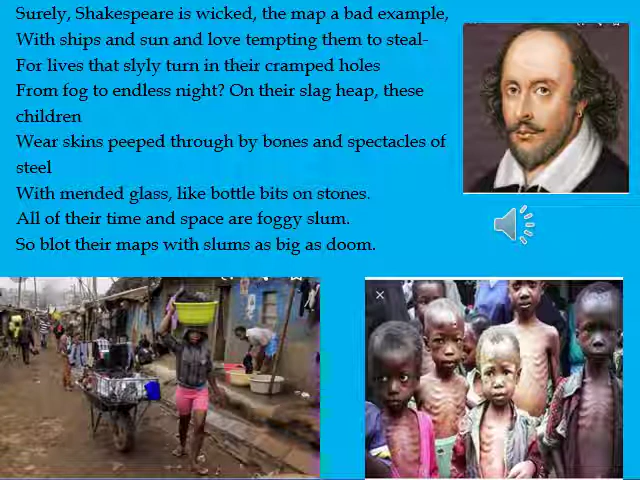 Surely, Shakespeare is wicked, the map a bad example,
With ships and sun and love tempting them to steal-
For lives that slyly turn in their cramped holes
From fog to endless night? On their slag heap, these
children
Wear skins peeped through by bones and spectacles of
steel
With mended glass, like bottle bits on stones.
All of their time and space are foggy slum.
So blot their maps with slums as big as doom.